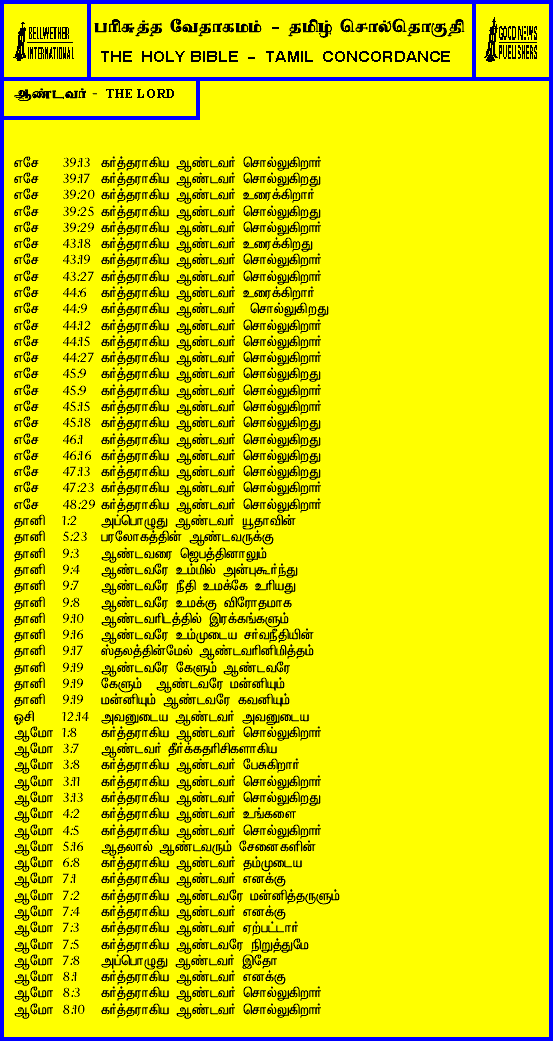 BELLWETHER
INTERNATIONAL
பரிசுத்த வேதாகமம் - தமிழ் சொல்தொகுதி
THE HOLY BIBLE - TAMIL CONCORDANCE
GOOD NEWS
PUBLISHERS
ஆண்டவர் - THE LORD
எசே 39:13 கர்த்தராகிய ஆண்டவர் சொல்லுகிறார்
எசே 39:17 கர்த்தராகிய ஆண்டவர் சொல்லுகிறது
எசே 39:20 கர்த்தராகிய ஆண்டவர் உரைக்கிறார்
எசே 39:25 கர்த்தராகிய ஆண்டவர் சொல்லுகிறது
எசே 39:29 கர்த்தராகிய ஆண்டவர் சொல்லுகிறார்
எசே 43:18 கர்த்தராகிய ஆண்டவர் உரைக்கிறது
எசே 43:19 கர்த்தராகிய ஆண்டவர் சொல்லுகிறார்
எசே 43:27 கர்த்தராகிய ஆண்டவர் சொல்லுகிறார்
எசே 44:6 கர்த்தராகிய ஆண்டவர் உரைக்கிறார்
எசே 44:9 கர்த்தராகிய ஆண்டவர் சொல்லுகிறது
எசே 44:12 கர்த்தராகிய ஆண்டவர் சொல்லுகிறார்
எசே 44:15 கர்த்தராகிய ஆண்டவர் சொல்லுகிறார்
எசே 44:27 கர்த்தராகிய ஆண்டவர் சொல்லுகிறார்
எசே 45:9 கர்த்தராகிய ஆண்டவர் சொல்லுகிறது
எசே 45:9 கர்த்தராகிய ஆண்டவர் சொல்லுகிறார்
எசே 45:15 கர்த்தராகிய ஆண்டவர் சொல்லுகிறார்
எசே 45:18 கர்த்தராகிய ஆண்டவர் சொல்லுகிறது
எசே 46:1 கர்த்தராகிய ஆண்டவர் சொல்லுகிறது
எசே 46:16 கர்த்தராகிய ஆண்டவர் சொல்லுகிறது
எசே 47:13 கர்த்தராகிய ஆண்டவர் சொல்லுகிறது
எசே 47:23 கர்த்தராகிய ஆண்டவர் சொல்லுகிறார்
எசே 48:29 கர்த்தராகிய ஆண்டவர் சொல்லுகிறார்
தானி 1:2 அப்பொழுது ஆண்டவர் யூதாவின்
தானி 5:23 பரலோகத்தின் ஆண்டவருக்கு
தானி 9:3 ஆண்டவரை ஜெபத்தினாலும்
தானி 9:4 ஆண்டவரே உம்மில் அன்புகூர்ந்து
தானி 9:7 ஆண்டவரே நீதி உமக்கே உரியது
தானி 9:8 ஆண்டவரே உமக்கு விரோதமாக
தானி 9:10 ஆண்டவரிடத்தில் இரக்கங்களும்
தானி 9:16 ஆண்டவரே உம்முடைய சர்வநீதியின்
தானி 9:17 ஸ்தலத்தின்மேல் ஆண்டவரினிமித்தம்
தானி 9:19 ஆண்டவரே கேளும் ஆண்டவரே
தானி 9:19 கேளும் ஆண்டவரே மன்னியும்
தானி 9:19 மன்னியும் ஆண்டவரே கவனியும்
ஓசி 12:14 அவனுடைய ஆண்டவர் அவனுடைய
ஆமோ 1:8 கர்த்தராகிய ஆண்டவர் சொல்லுகிறார்
ஆமோ 3:7 ஆண்டவர் தீர்க்கதரிசிகளாகிய
ஆமோ 3:8 கர்த்தராகிய ஆண்டவர் பேசுகிறார்
ஆமோ 3:11 கர்த்தராகிய ஆண்டவர் சொல்லுகிறார்
ஆமோ 3:13 கர்த்தராகிய ஆண்டவர் சொல்லுகிறது
ஆமோ 4:2 கர்த்தராகிய ஆண்டவர் உங்களை
ஆமோ 4:5 கர்த்தராகிய ஆண்டவர் சொல்லுகிறார்
ஆமோ 5:16 ஆதலால் ஆண்டவரும் சேனைகளின்
ஆமோ 6:8 கர்த்தராகிய ஆண்டவர் தம்முடைய
ஆமோ 7:1 கர்த்தராகிய ஆண்டவர் எனக்கு
ஆமோ 7:2 கர்த்தராகிய ஆண்டவரே மன்னித்தருளும்
ஆமோ 7:4 கர்த்தராகிய ஆண்டவர் எனக்கு
ஆமோ 7:3 கர்த்தராகிய ஆண்டவர் ஏற்பட்டார்
ஆமோ 7:5 கர்த்தராகிய ஆண்டவரே நிறுத்துமே
ஆமோ 7:8 அப்பொழுது ஆண்டவர் இதோ
ஆமோ 8:1 கர்த்தராகிய ஆண்டவர் எனக்கு
ஆமோ 8:3 கர்த்தராகிய ஆண்டவர் சொல்லுகிறார்
ஆமோ 8:10 கர்த்தராகிய ஆண்டவர் சொல்லுகிறார்